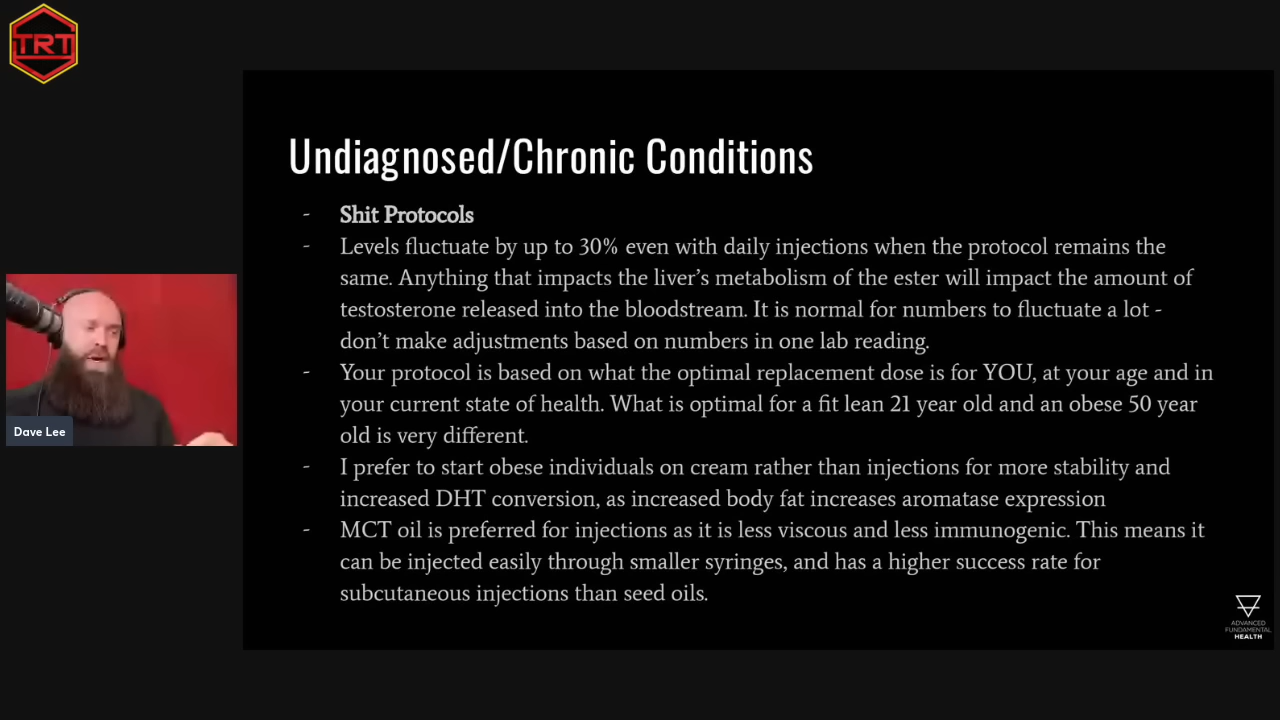 TRT
Undiagnosed/Chronic Conditions
- Shit Protocols
- Levels fluctuate by up to 30% even with daily injections when the protocol remains the
same. Anything that impacts the liver's metabolism of the ester will impact the amount of
testosterone released into the bloodstream. It is normal for numbers to fluctuate a lot -
don't make adjustments based on numbers in one lab reading.
- Your protocol is based on what the optimal replacement dose is for YOU, at your age and in
your current state of health. What is optimal for a fit lean 21 year old and an obese 50 year
old is very different.
- I prefer to start obese individuals on cream rather than injections for more stability and
increased DHT conversion, as increased body fat increases aromatase expression
- MCT oil is preferred for injections as it is less viscous and less immunogenic. This means it
can be injected easily through smaller syringes, and has a higher success rate for
subcutaneous injections than seed oils.
Dave Lee
ADVANCED
FUNDAMENTAL
HEALTH